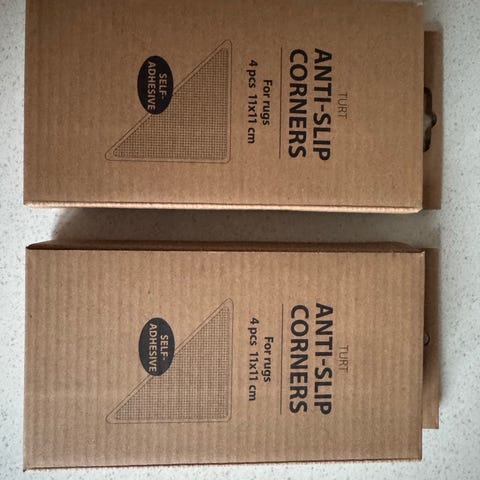 TURT
ANTI-SLIP
CORNERS
For rugs
4 pcs 11x11 cm
SELF-
ADHESIVE
TURT
ANTI-SLIP
CORNERS
For rugs
4 pcs 11x11 cm
SELF-
ADHESIVE